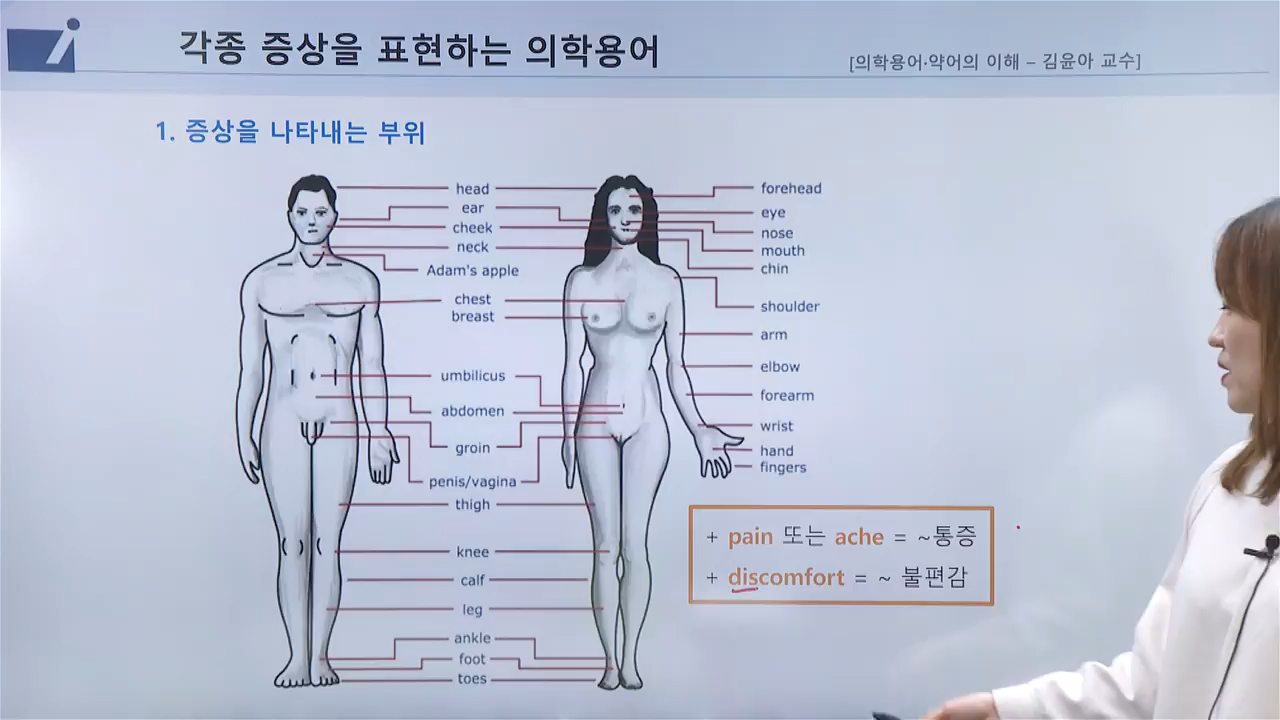 각종 증상을 표현하는 의학용어
[의학용어·약어의 이해 – 김윤아 교수]
1. 증상을 나타내는 부위
head
ear
cheek
neck
Adam's apple
chest
breast
umbilicus
abdomen
groin
penis/vagina
thigh
knee
calf
leg
ankle
foot
toes
forehead
eye
nose
mouth
chin
shoulder
arm
elbow
forearm
wrist
hand
fingers
+ pain 또는 ache = ~통증
+ discomfort = ~ 불편감